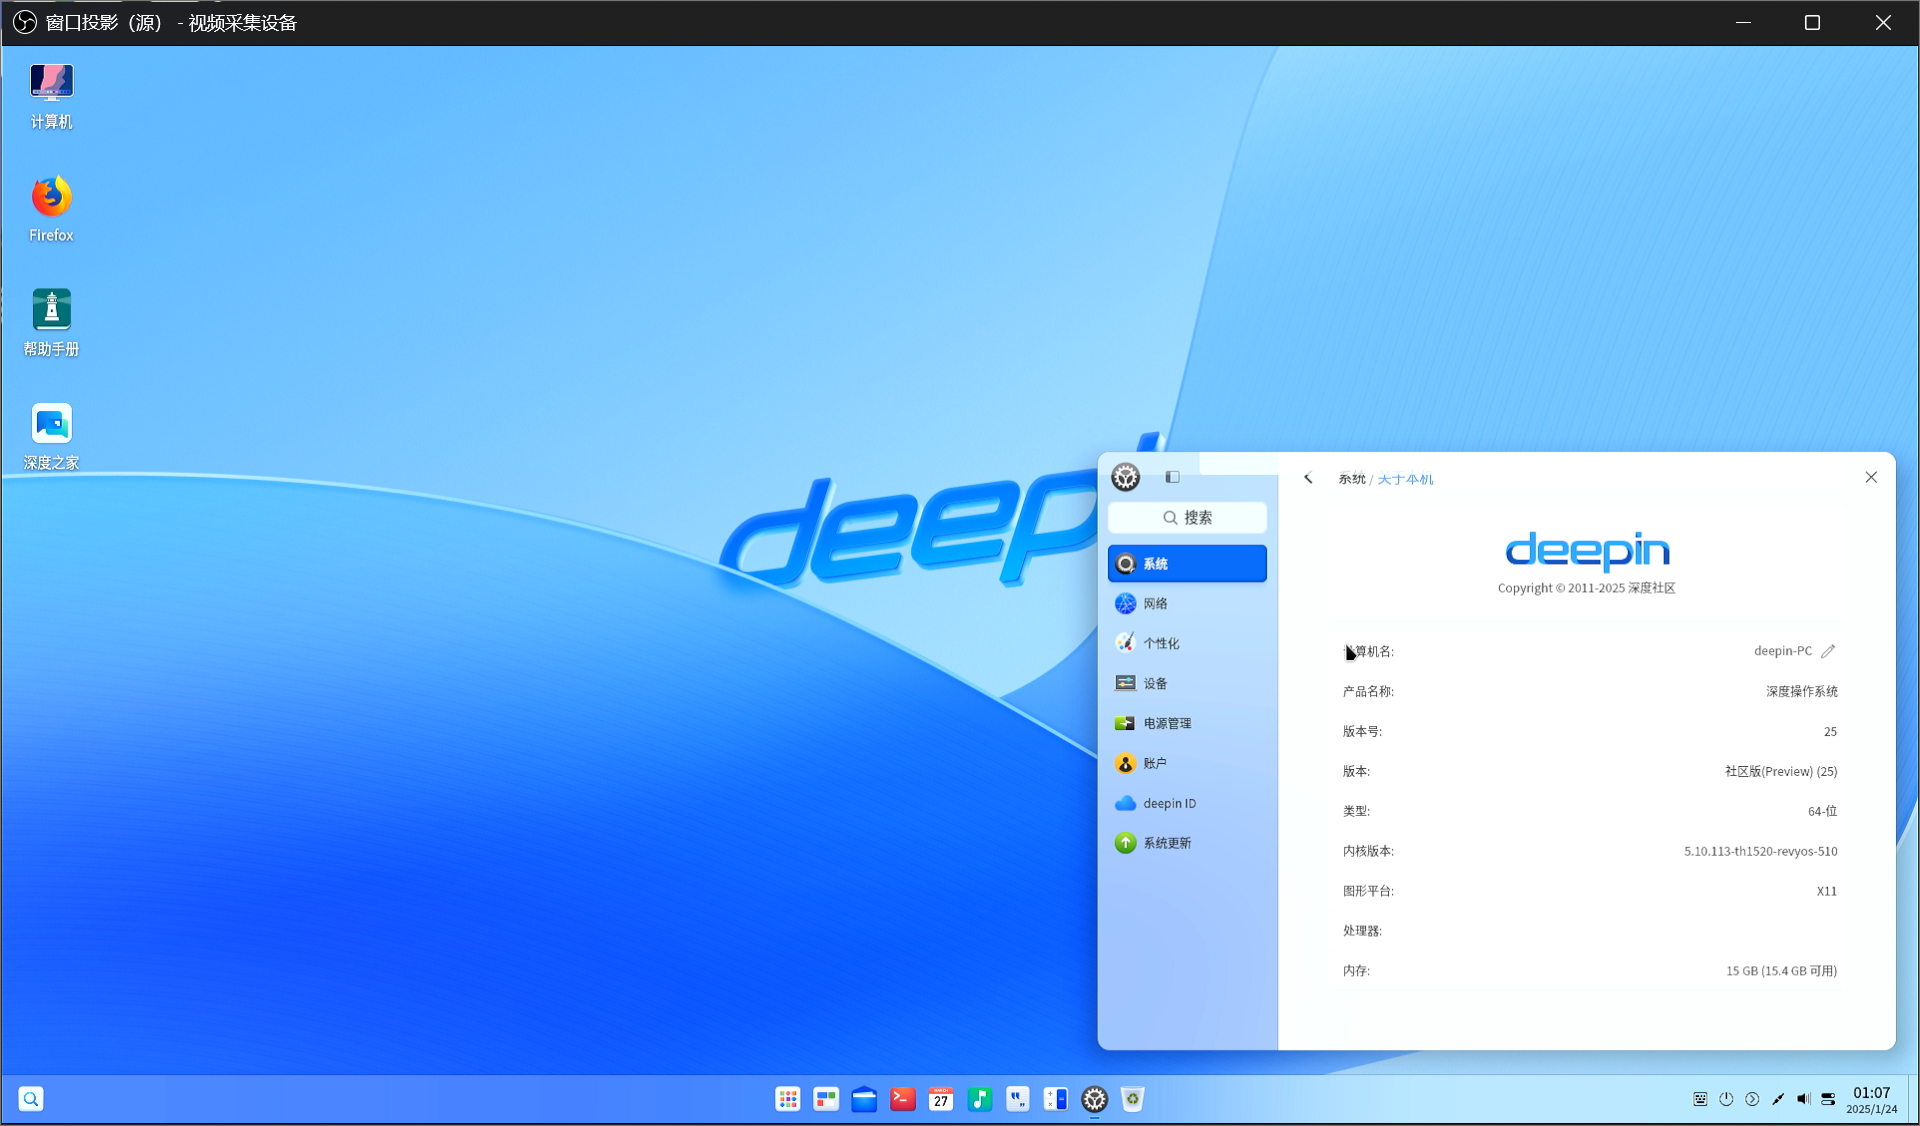 窗口投影（源） - 视频采集设备
计算机
Firefox
帮助手册
深度之家
deep
系统 / 关于本机
搜索
系统
网络
个性化
设备
电源管理
账户
deepin ID
系统更新
deepin
Copyright © 2011-2025 深度社区
算机名: deepin-PC
产品名称: 深度操作系统
版本号: 25
版本: 社区版(Preview) (25)
类型: 64-位
内核版本: 5.10.113-th1520-revyos-510
图形平台: X11
处理器:
内存: 15 GB (15.4 GB 可用)
27
01:07
2025/1/24